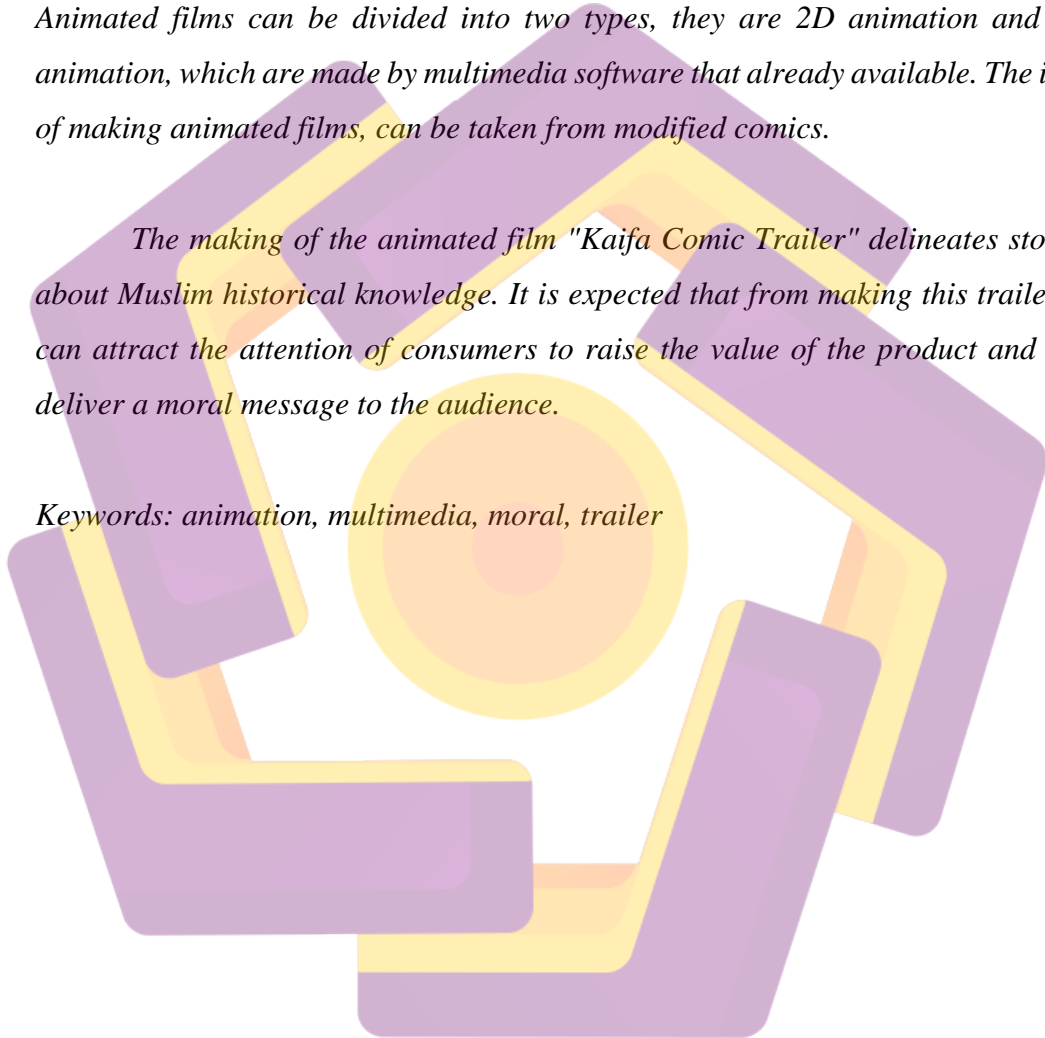 Animated films can be divided into two types, they are 2D animation and
animation, which are made by multimedia software that already available. The
of making animated films, can be taken from modified comics.
The making of the animated film "Kaifa Comic Trailer" delineates
about Muslim historical knowledge. It is expected that from making this
can attract the attention of consumers to raise the value of the product and
deliver a moral message to the audience.
Keywords: animation, multimedia, moral, trailer